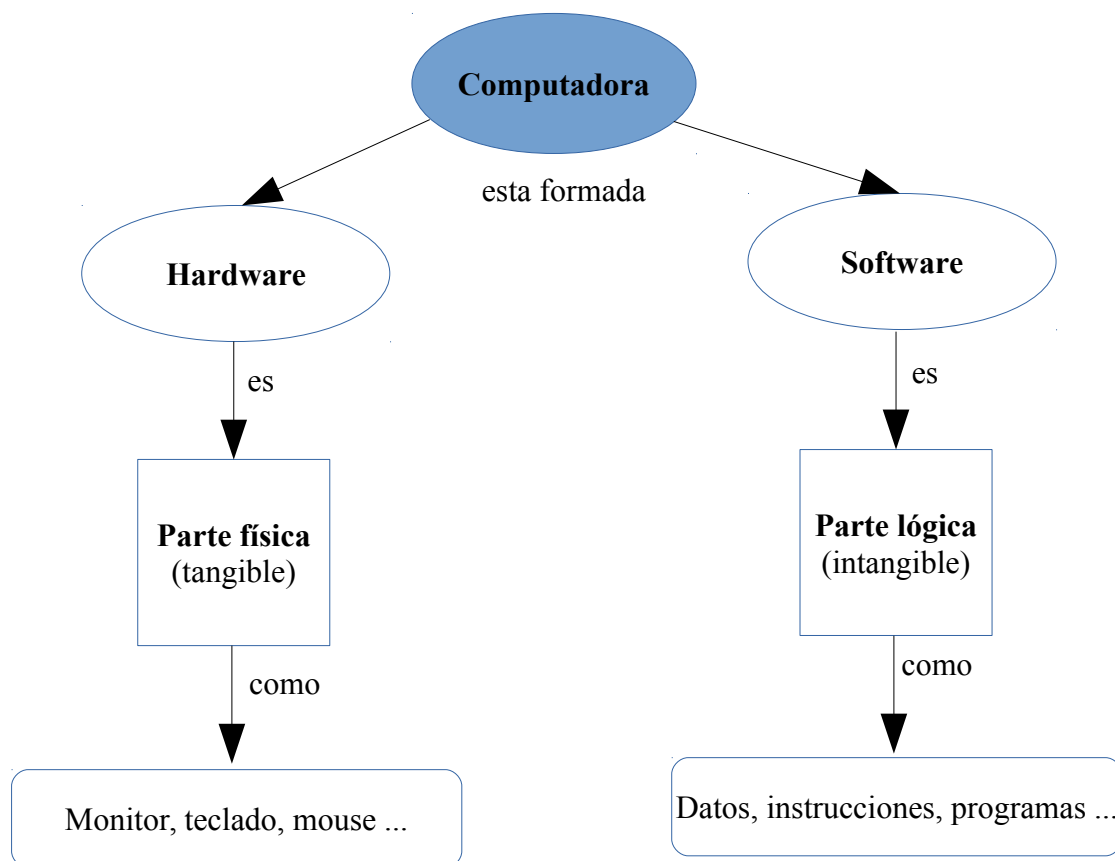 Computadora
esta formada
Hardware
Software
es
es
Parte física
(tangible)
Parte lógica
(intangible)
como
como
Monitor, teclado, mouse ...
Datos, instrucciones, programas ...